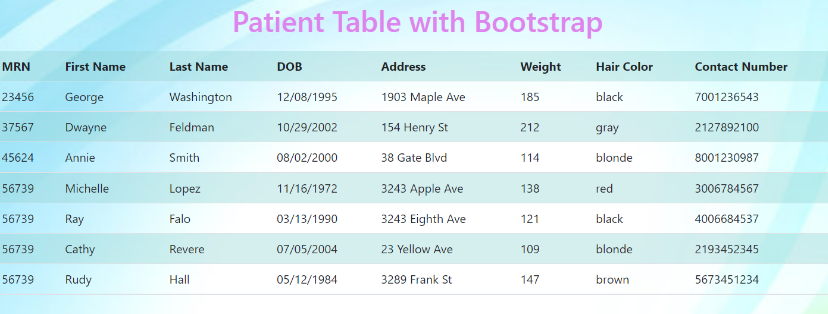 Patient Table with Bootstrap
MRN First Name Last Name DOB Address Weight Hair Color Contact Number
23456 George Washington 12/08/1995 1903 Maple Ave 185 black 7001236543
37567 Dwayne Feldman 10/29/2002 154 Henry St 212 gray 2127892100
45624 Annie Smith 08/02/2000 38 Gate Blvd 114 blonde 8001230987
56739 Michelle Lopez 11/16/1972 3243 Apple Ave 138 red 3006784567
56739 Ray Falo 03/13/1990 3243 Eighth Ave 121 black 4006684537
56739 Cathy Revere 07/05/2004 23 Yellow Ave 109 blonde 2193452345
56739 Rudy Hall 05/12/1984 3289 Frank St 147 brown 5673451234